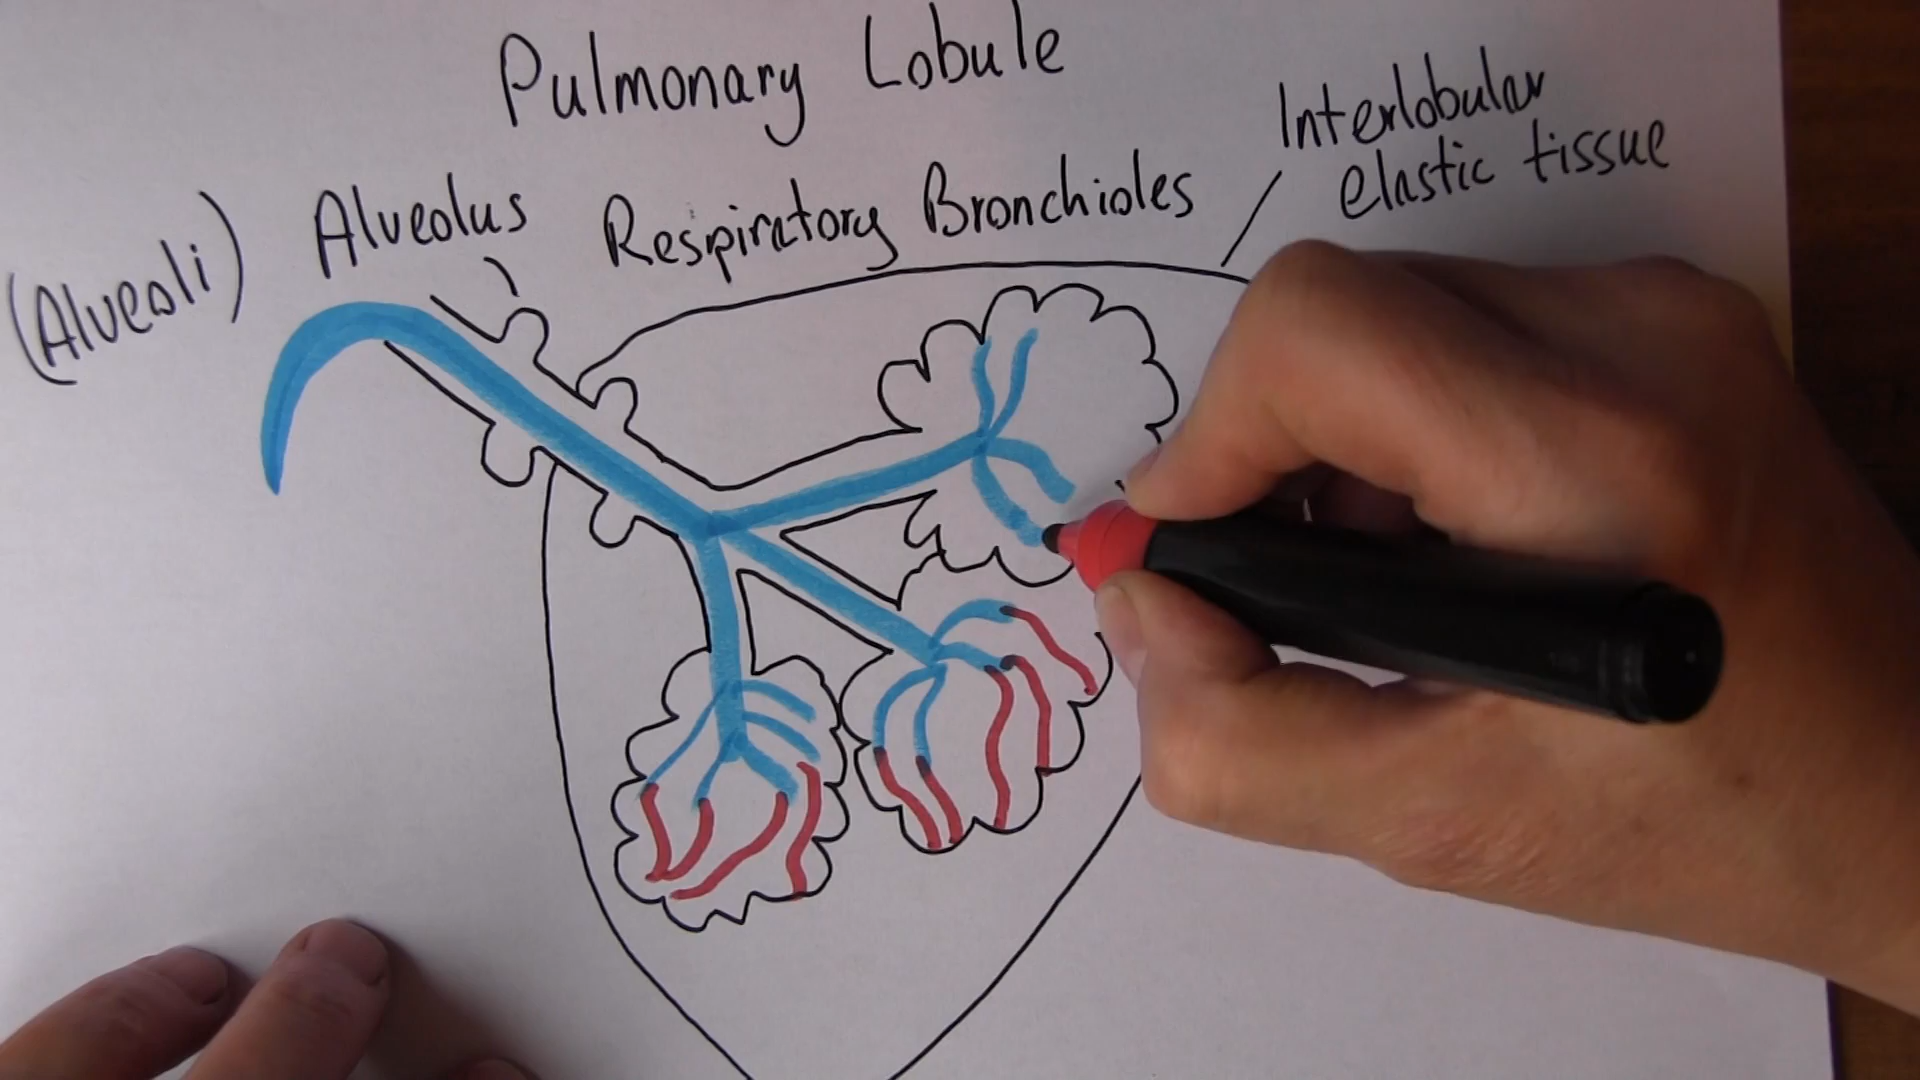 Pulmonary Lobule
Interlobular
elastic tissue
(Alveoli) Alveolus
Respiratory Bronchioles